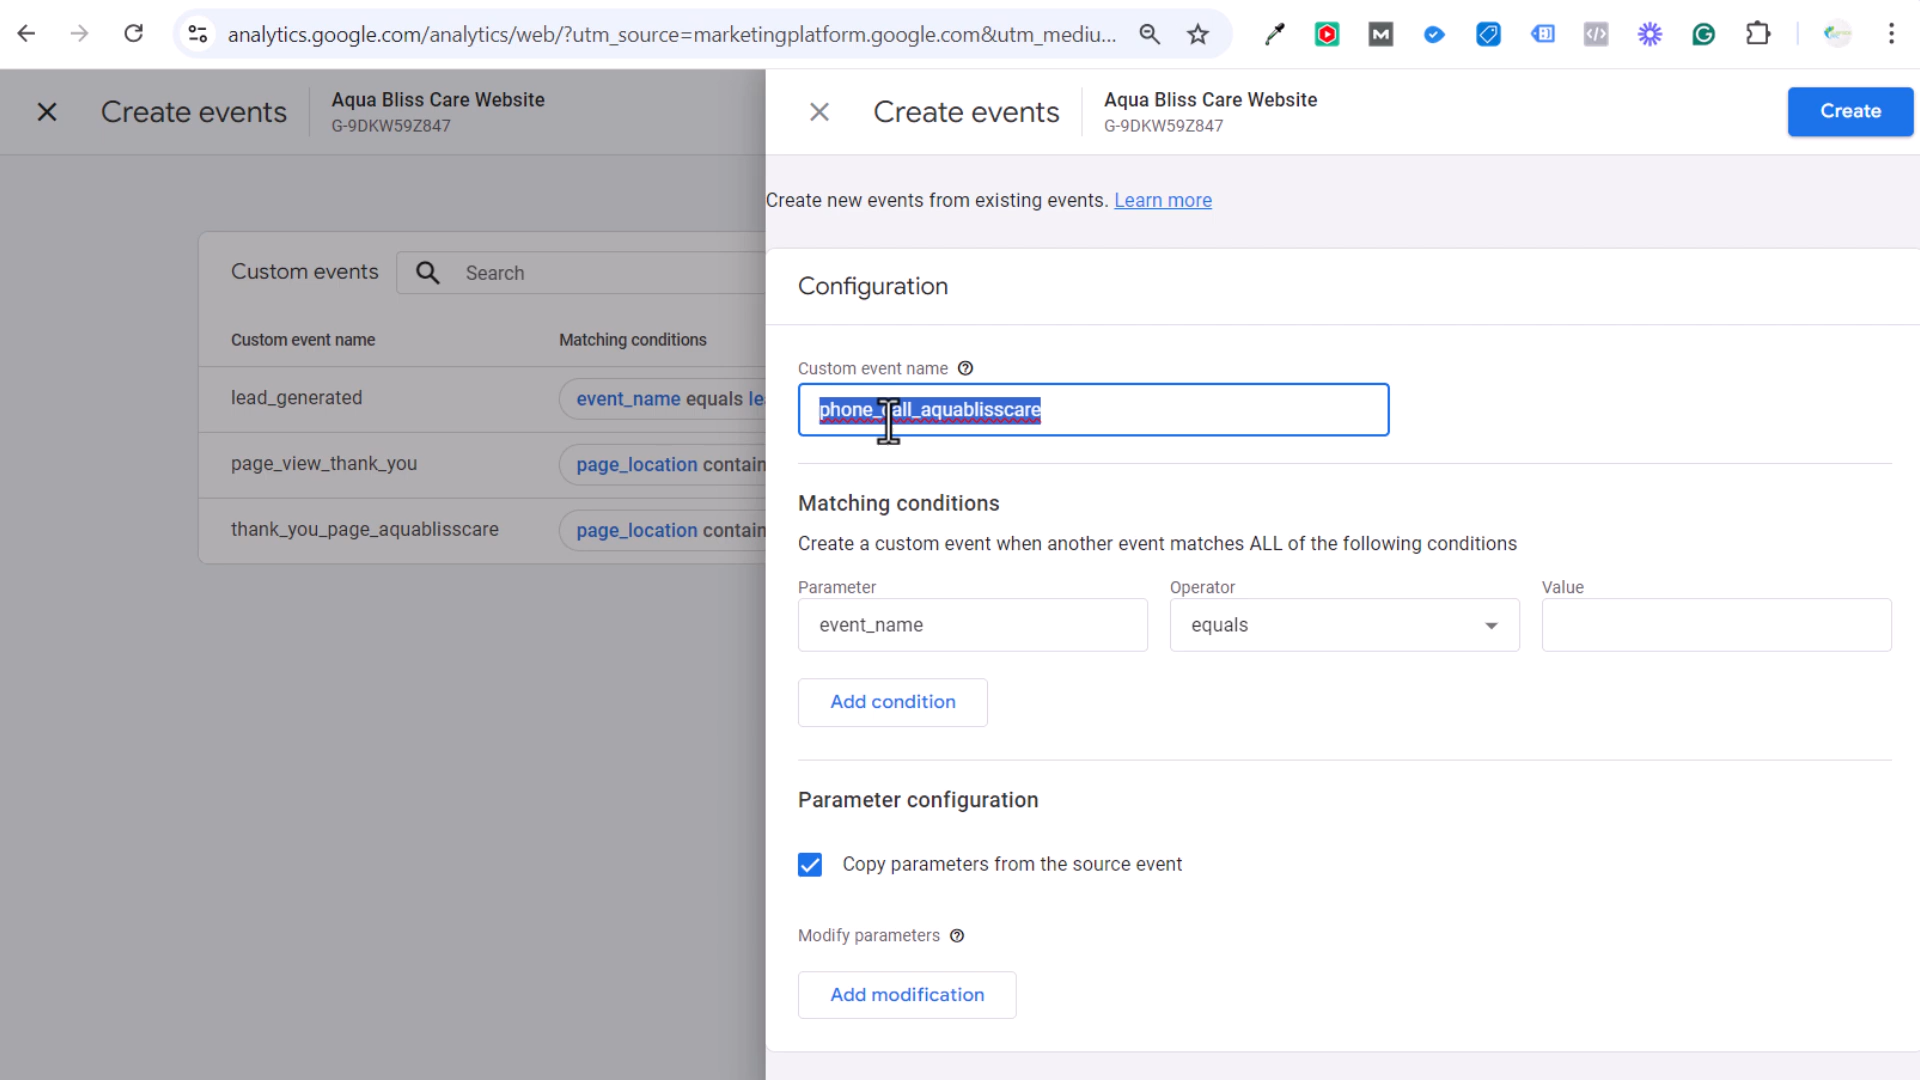 analytics.google.com/analytics/web/?utm_source=marketingplatform.google.com&utm_mediu...
Create events
Aqua Bliss Care Website
G-9DKW59Z847
Create events
Aqua Bliss Care Website
G-9DKW59Z847
Create
Create new events from existing events. Learn more
Custom events
Search
Custom event name
Matching conditions
lead_generated
event_name equals le
page_view_thank_you
page_location contain
thank_you_page_aquablisscare
page_location contain
Configuration
Custom event name
phone_call_aquablisscare
Matching conditions
Create a custom event when another event matches ALL of the following conditions
Parameter
Operator
Value
event_name
equals
Add condition
Parameter configuration
Copy parameters from the source event
Modify parameters
Add modification